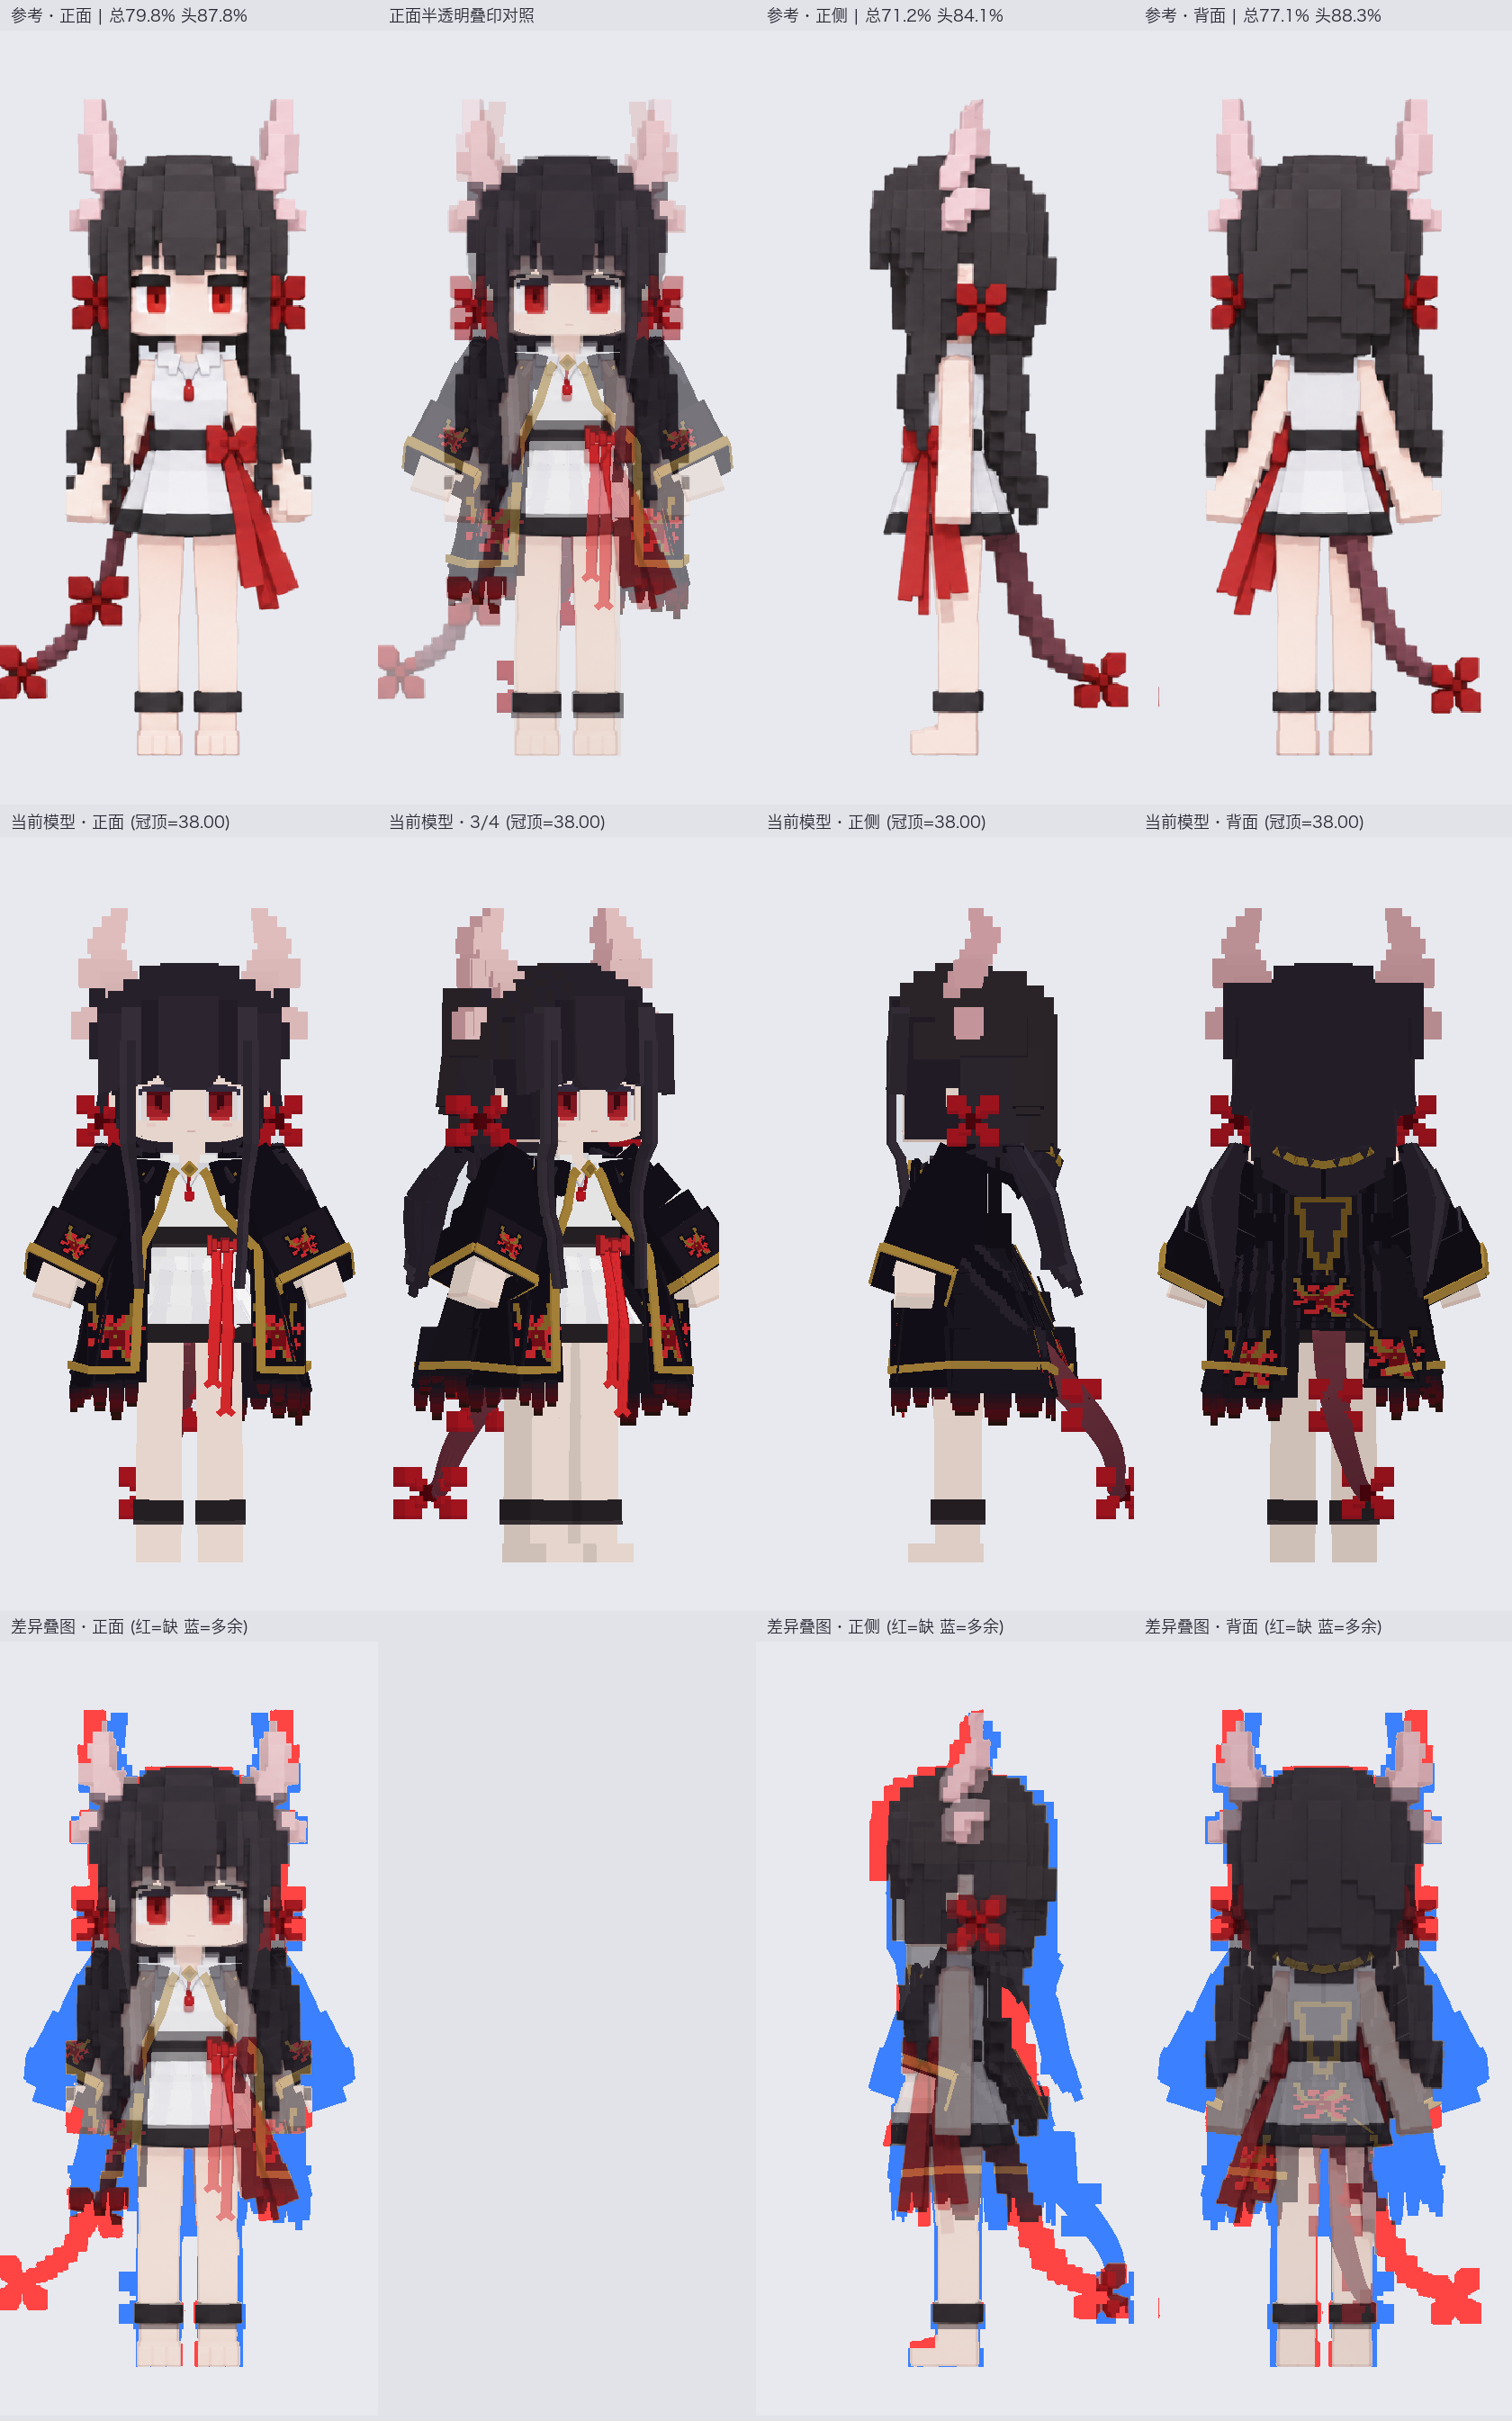 参考·正面 | 总79.8% 头87.8%
正面半透明叠印对照
参考·正侧 | 总71.2% 头84.1%
参考·背面 | 总77.1% 头88.3%
当前模型·正面 (冠顶=38.00)
当前模型·3/4 (冠顶=38.00)
当前模型·正侧 (冠顶=38.00)
当前模型·背面 (冠顶=38.00)
差异叠图·正面 (红=缺 蓝=多余)
差异叠图·正侧 (红=缺 蓝=多余)
差异叠图·背面 (红=缺 蓝=多余)